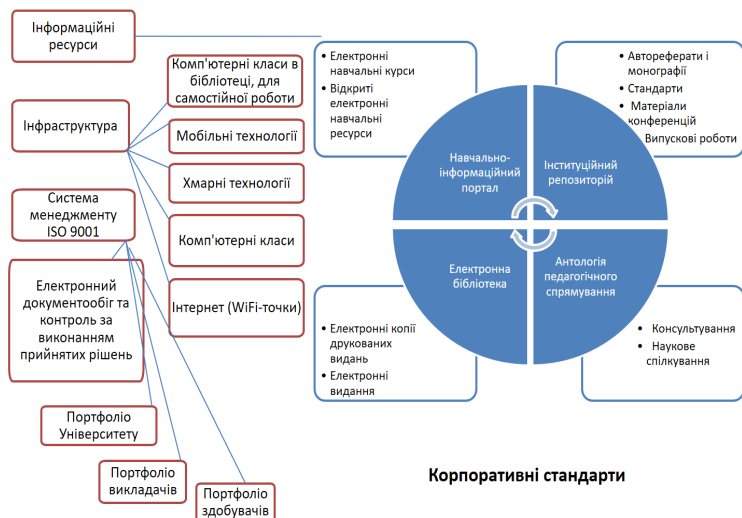 Інформаційні
ресурси
Інфраструктура
Система
менеджменту
ISO 9001
Електронний
документообіг та
контроль за
виконанням
прийнятих рішень
Портфоліо
Університету
Портфоліо
викладачів
Портфоліо
здобувачів
Комп'ютерні класи в
бібліотеці, для
самостійної роботи
Мобільні технології
Хмарні технології
Комп'ютерні класи
Інтернет (WiFi-точки)
• Електронні
навчальні курси
• Відкриті
електронні
навчальні
ресурси
• Автореферати і
монографії
• Стандарти
• Матеріали
конференцій
Випускові роботи
Навчально-
інформаційний
портал
Інституційний
репозиторій
Електронна
бібліотека
Антологія
педагогічного
спрямування
• Електронні копії
друкованих
видань
• Електронні
видання
• Консультування
• Наукове
спілкування
Корпоративні стандарти